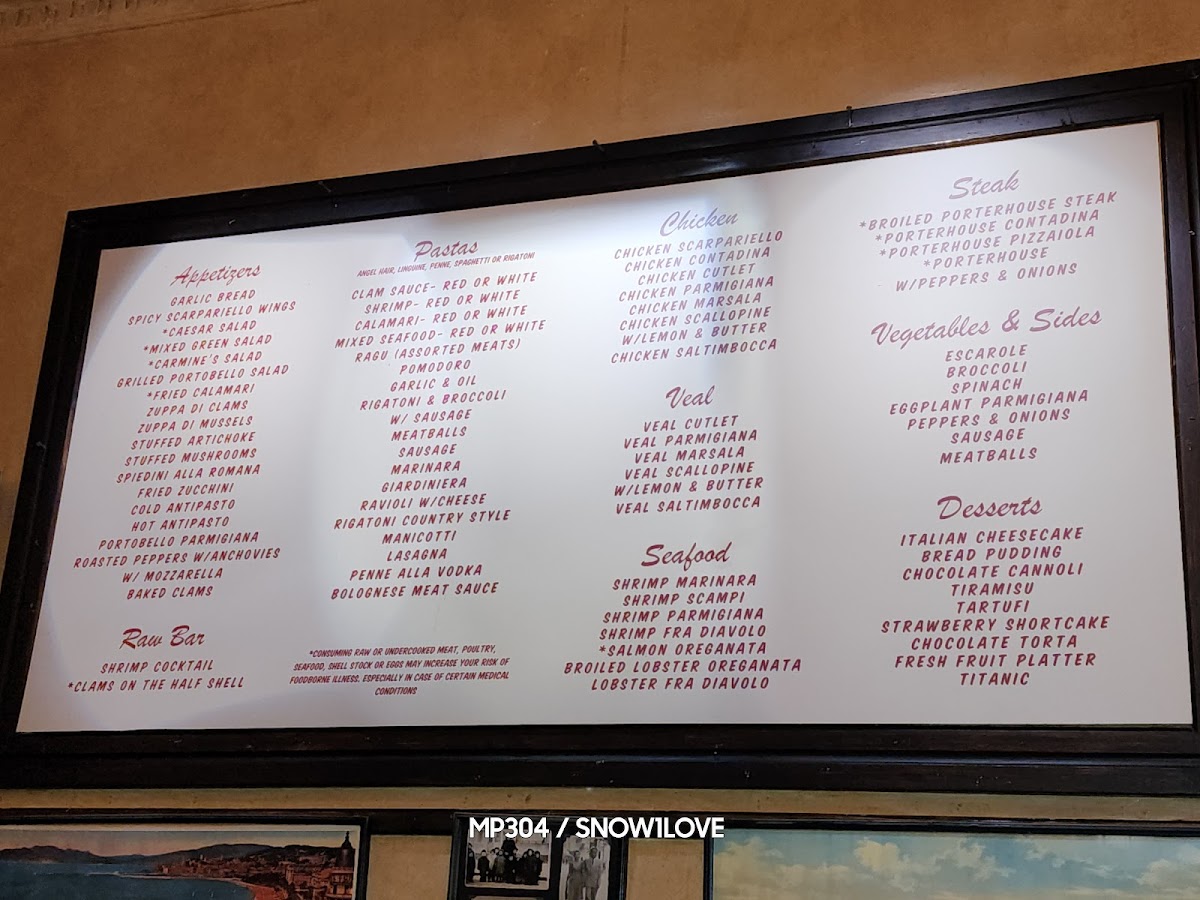 Appetizers
GARLIC BREAD
SPICY SCARPARIELLO WINGS
*CAESAR SALAD
*MIXED GREEN SALAD
*CARMINE'S SALAD
GRILLED PORTOBELLO SALAD
*FRIED CALAMARI
ZUPPA DI CLAMS
ZUPPA DI MUSSELS
STUFFED ARTICHOKE
STUFFED MUSHROOMS
SPIEDINI ALLA ROMANA
FRIED ZUCCHINI
COLD ANTIPASTO
HOT ANTIPASTO
PORTOBELLO PARMIGIANA
ROASTED PEPPERS W/ANCHOVIES
W/ MOZZARELLA
BAKED CLAMS
Raw Bar
SHRIMP COCKTAIL
*CLAMS ON THE HALF SHELL
Pastas
ANGEL HAIR, LINGUINE, PENNE, SPAGHETTI OR RIGATONI
CLAM SAUCE- RED OR WHITE
SHRIMP- RED OR WHITE
CALAMARI- RED OR WHITE
MIXED SEAFOOD- RED OR WHITE
RAGU (ASSORTED MEATS)
POMODORO
GARLIC & OIL
RIGATONI & BROCCOLI
W/ SAUSAGE
MEATBALLS
SAUSAGE
MARINARA
GIARDINIERA
RAVIOLI W/CHEESE
RIGATONI COUNTRY STYLE
MANICOTTI
LASAGNA
PENNE ALLA VODKA
BOLOGNESE MEAT SAUCE
*CONSUMING RAW OR UNDERCOOKED MEAT, POULTRY,
SEAFOOD, SHELL STOCK OR EGGS MAY INCREASE YOUR RISK OF
FOODBORNE ILLNESS. ESPECIALLY IN CASE OF CERTAIN MEDICAL
CONDITIONS
Chicken
CHICKEN SCARPARIELLO
CHICKEN CONTADINA
CHICKEN CUTLET
CHICKEN PARMIGIANA
CHICKEN MARSALA
CHICKEN SCALLOPINE
W/LEMON & BUTTER
CHICKEN SALTIMBOCCA
Veal
VEAL CUTLET
VEAL PARMIGIANA
VEAL MARSALA
VEAL SCALLOPINE
W/LEMON & BUTTER
VEAL SALTIMBOCCA
Seafood
SHRIMP MARINARA
SHRIMP SCAMPI
SHRIMP PARMIGIANA
SHRIMP FRA DIAVOLO
*SALMON OREGANATA
BROILED LOBSTER OREGANATA
LOBSTER FRA DIAVOLO
Steak
*BROILED PORTERHOUSE STEAK
*PORTERHOUSE CONTADINA
*PORTERHOUSE PIZZAIOLA
*PORTERHOUSE
W/PEPPERS & ONIONS
Vegetables & Sides
ESCAROLE
BROCCOLI
SPINACH
EGGPLANT PARMIGIANA
PEPPERS & ONIONS
SAUSAGE
MEATBALLS
Desserts
ITALIAN CHEESECAKE
BREAD PUDDING
CHOCOLATE CANNOLI
TIRAMISU
TARTUFI
STRAWBERRY SHORTCAKE
CHOCOLATE TORTA
FRESH FRUIT PLATTER
TITANIC
MP304 / SNOW1LOVE